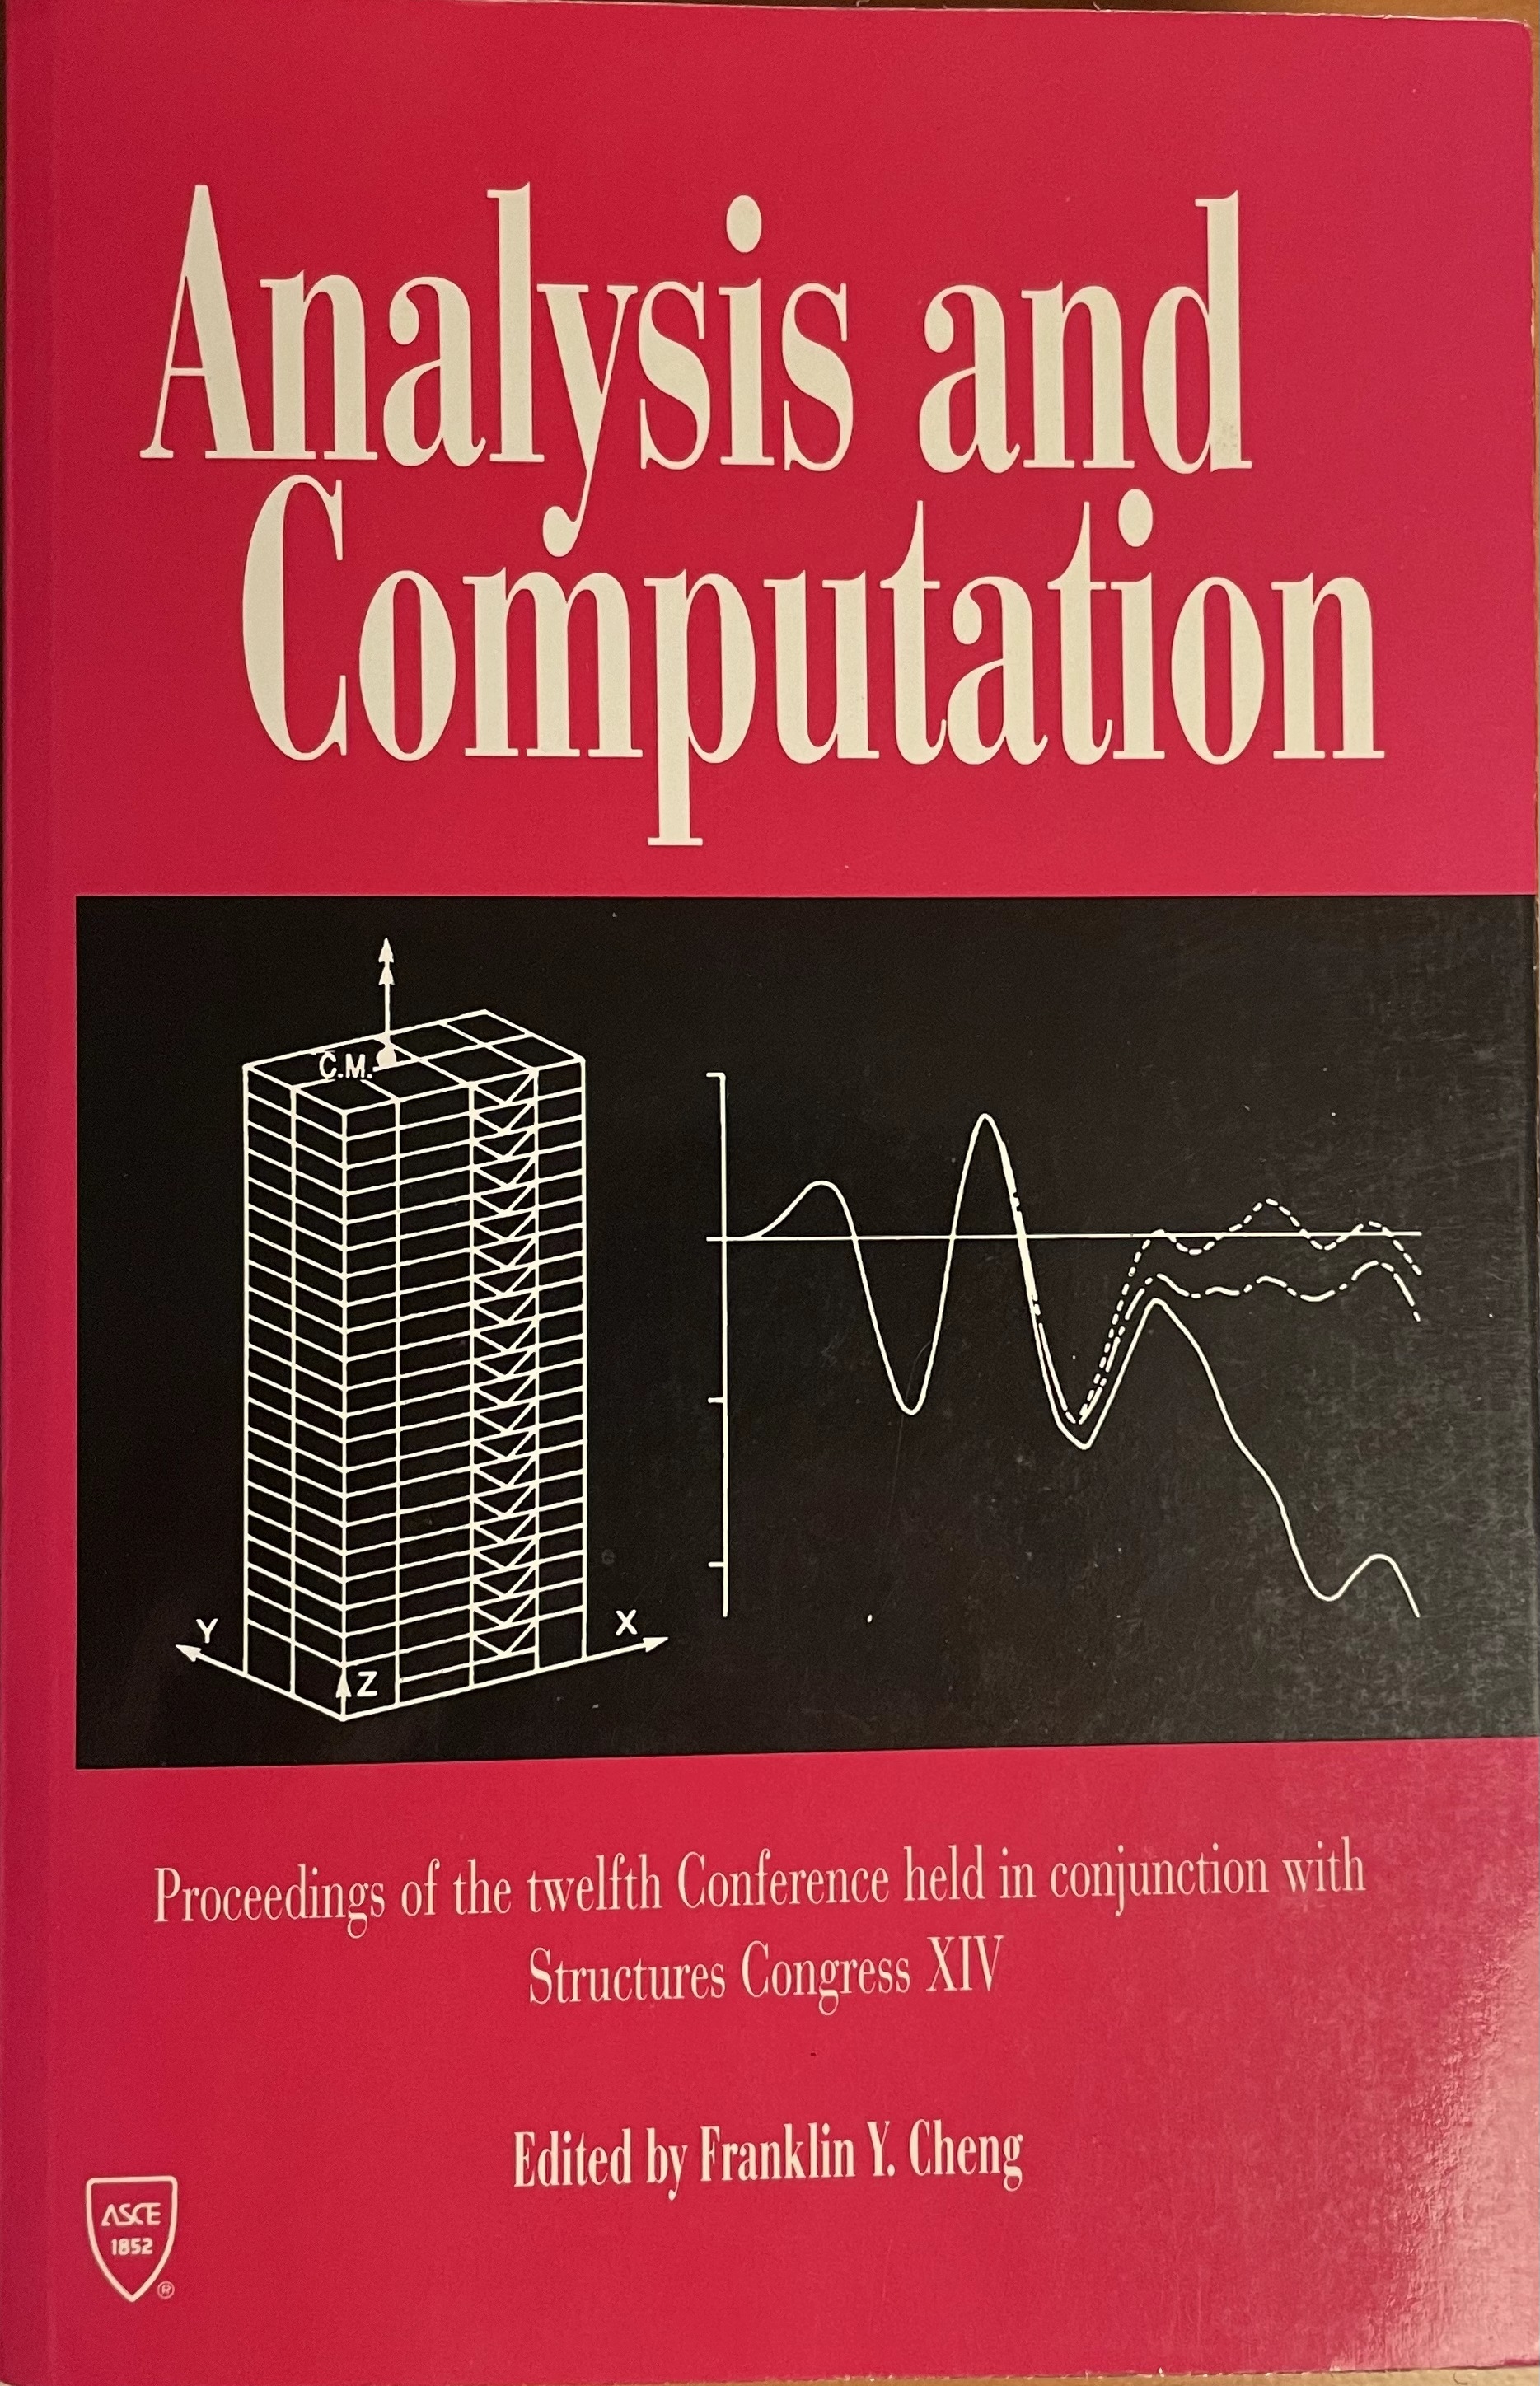 Analysis and
Computation
C.M.
Y
X
Z
Proceedings of the twelfth Conference held in conjunction with
Structures Congress XIV
Edited by Franklin Y. Cheng
ASCE
1852
®